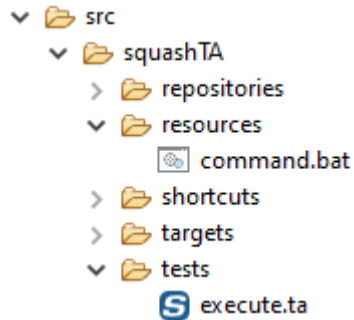 src
squashTA
repositories
resources
command.bat
shortcuts
targets
tests
execute.ta